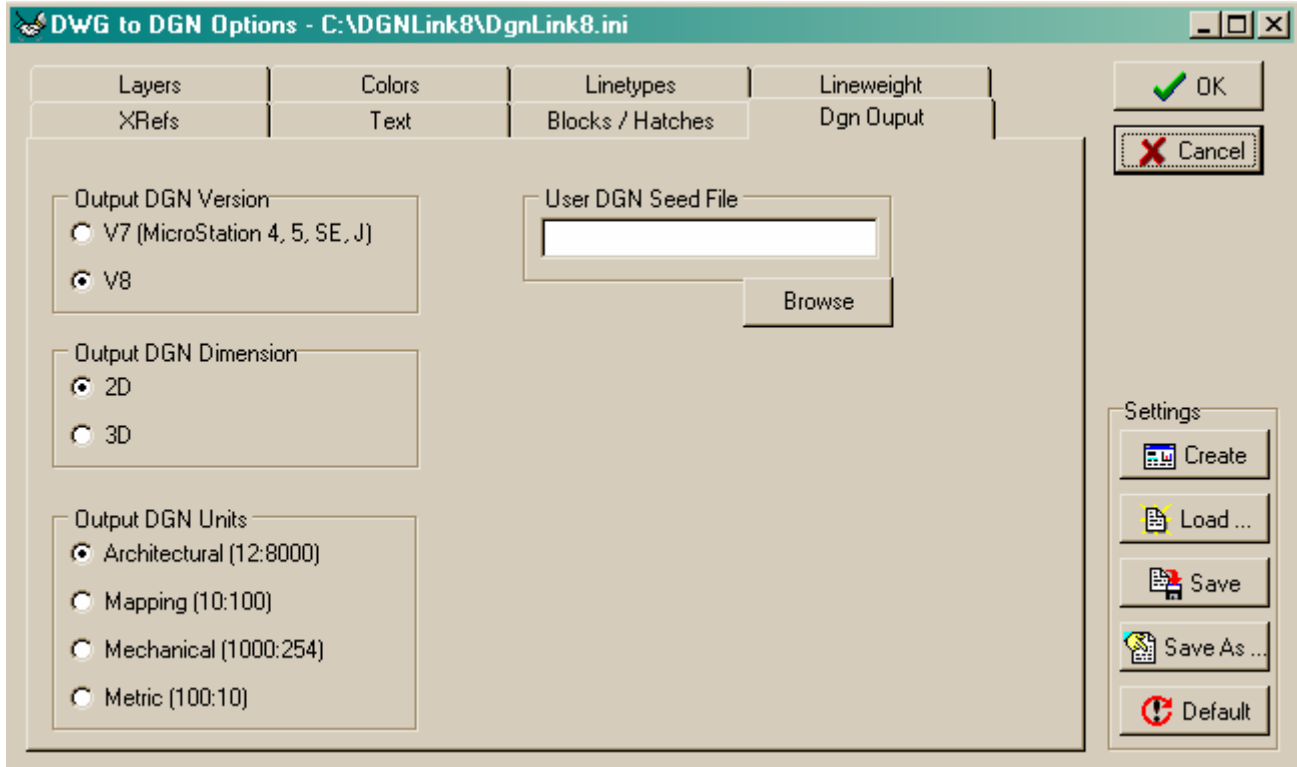 DWG to DGN Options - C:\DGNLink8\DgnLink8.ini
Layers Colors Linetypes Lineweight
XRefs Text Blocks / Hatches Dgn Ouput
OK
Cancel
Output DGN Version
V7 (MicroStation 4, 5, SE, J)
V8
User DGN Seed File
Browse
Output DGN Dimension
2D
3D
Output DGN Units
Architectural (12:8000)
Mapping (10:100)
Mechanical (1000:254)
Metric (100:10)
Settings
Create
Load ...
Save
Save As ...
Default